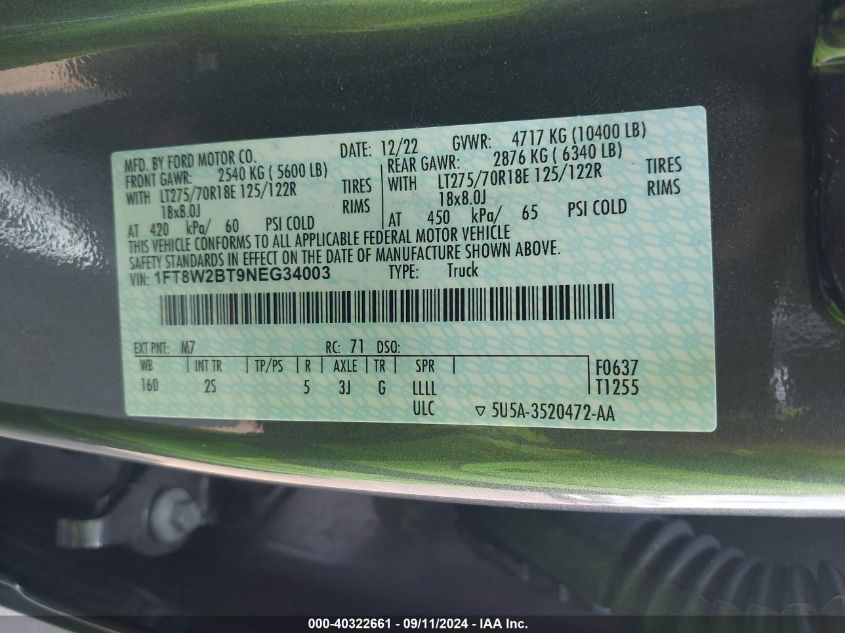 MFD. BY FORD MOTOR CO. DATE: 12/22 GVWR: 4717 KG (10400 LB)
FRONT GAWR: 2540 KG ( 5600 LB) REAR GAWR: 2876 KG ( 6340 LB)
WITH LT275/70R18E 125/122R TIRES WITH LT275/70R18E 125/122R TIRES
18x8.0J RIMS 18x8.0J RIMS
AT 420 kPa/ 60 PSI COLD AT 450 kPa/ 65 PSI COLD
THIS VEHICLE CONFORMS TO ALL APPLICABLE FEDERAL MOTOR VEHICLE
SAFETY STANDARDS IN EFFECT ON THE DATE OF MANUFACTURE SHOWN ABOVE.
VIN: 1FT8W2BT9NEG34003 TYPE: Truck
EXT PNT: M7 RC: 71 DSO:
WB INT TR TP/PS R AXLE TR SPR F0637
160 2S 5 3J G LLLL T1255
ULC 5U5A-3520472-AA
000-40322661 - 09/11/2024 - IAA Inc.